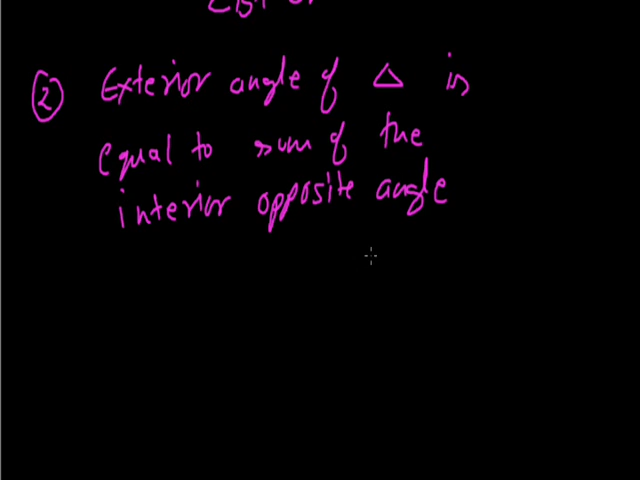 ② Exterior angle of △ is
equal to sum of the
interior opposite angle